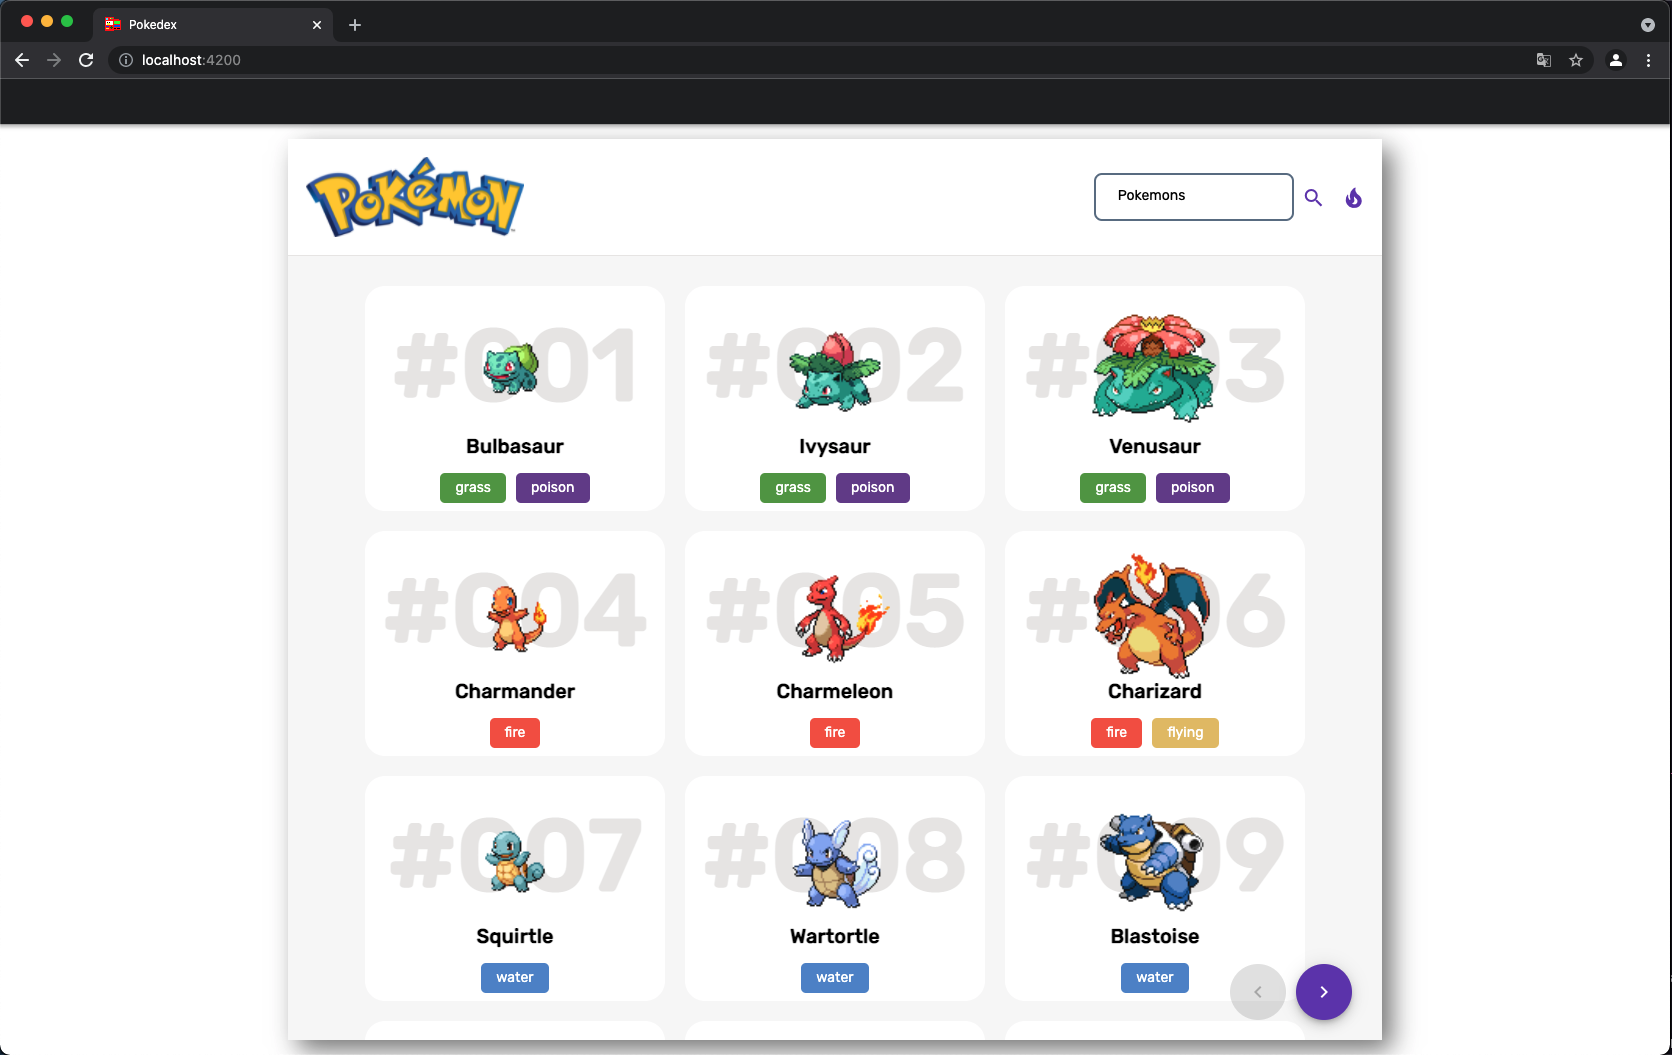 Pokedex
localhost:4200
POKéMON
Pokemons
#001
#002
#003
Bulbasaur
Ivysaur
Venusaur
grass poison
grass poison
grass poison
#004
#005
#006
Charmander
Charmeleon
Charizard
fire
fire
fire flying
#007
#008
#009
Squirtle
Wartortle
Blastoise
water
water
water